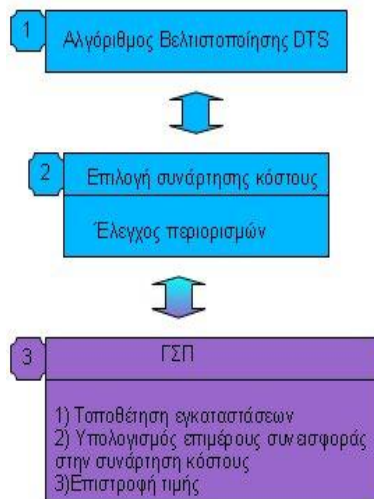 1
Αλγόριθμος Βελτιστοποίησης DTS
2
Επιλογή συνάρτησης κόστους
Έλεγχος περιορισμών
3
ΓΣΠ
1) Τοποθέτηση εγκαταστάσεων
2) Υπολογισμός επιμέρους συνεισφοράς
στην συνάρτηση κόστους
3)Επιστροφή τιμής